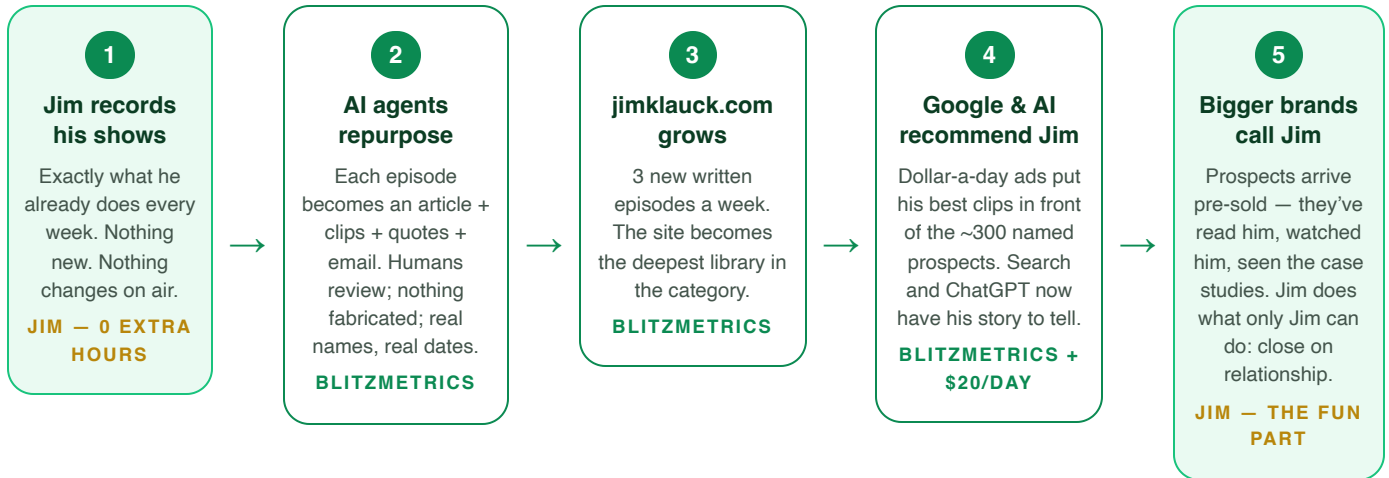 1
Jim records
his shows
Exactly what he
already does every
week. Nothing
new. Nothing
changes on air.
JIM — 0 EXTRA
HOURS
→
2
AI agents
repurpose
Each episode
becomes an article +
clips + quotes +
email. Humans
review; nothing
fabricated; real
names, real dates.
BLITZMETRICS
→
3
jimklauck.com
grows
3 new written
episodes a week.
The site becomes
the deepest library in
the category.
BLITZMETRICS
→
4
Google & AI
recommend Jim
Dollar-a-day ads put
his best clips in front
of the ~300 named
prospects. Search
and ChatGPT now
have his story to tell.
BLITZMETRICS +
$20/DAY
→
5
Bigger brands
call Jim
Prospects arrive
pre-sold — they’ve
read him, watched
him, seen the case
studies. Jim does
what only Jim can
do: close on
relationship.
JIM — THE FUN
PART